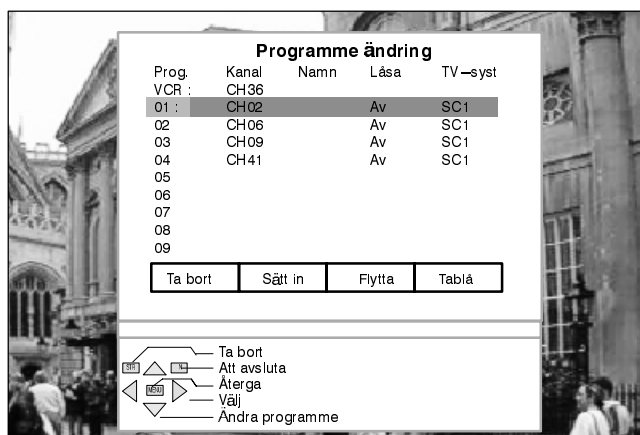 Programme ändring
Prog. Kanal Namn Låsa TV–syst
VCR : CH36
01 : CH02 Av SC1
02 CH06 Av SC1
03 CH09 Av SC1
04 CH41 Av SC1
05
06
07
08
09
Ta bort Sätt in Flytta Tablå
Ta bort
STR N Att avsluta
Återga
MENU
Välj
Ändra programme